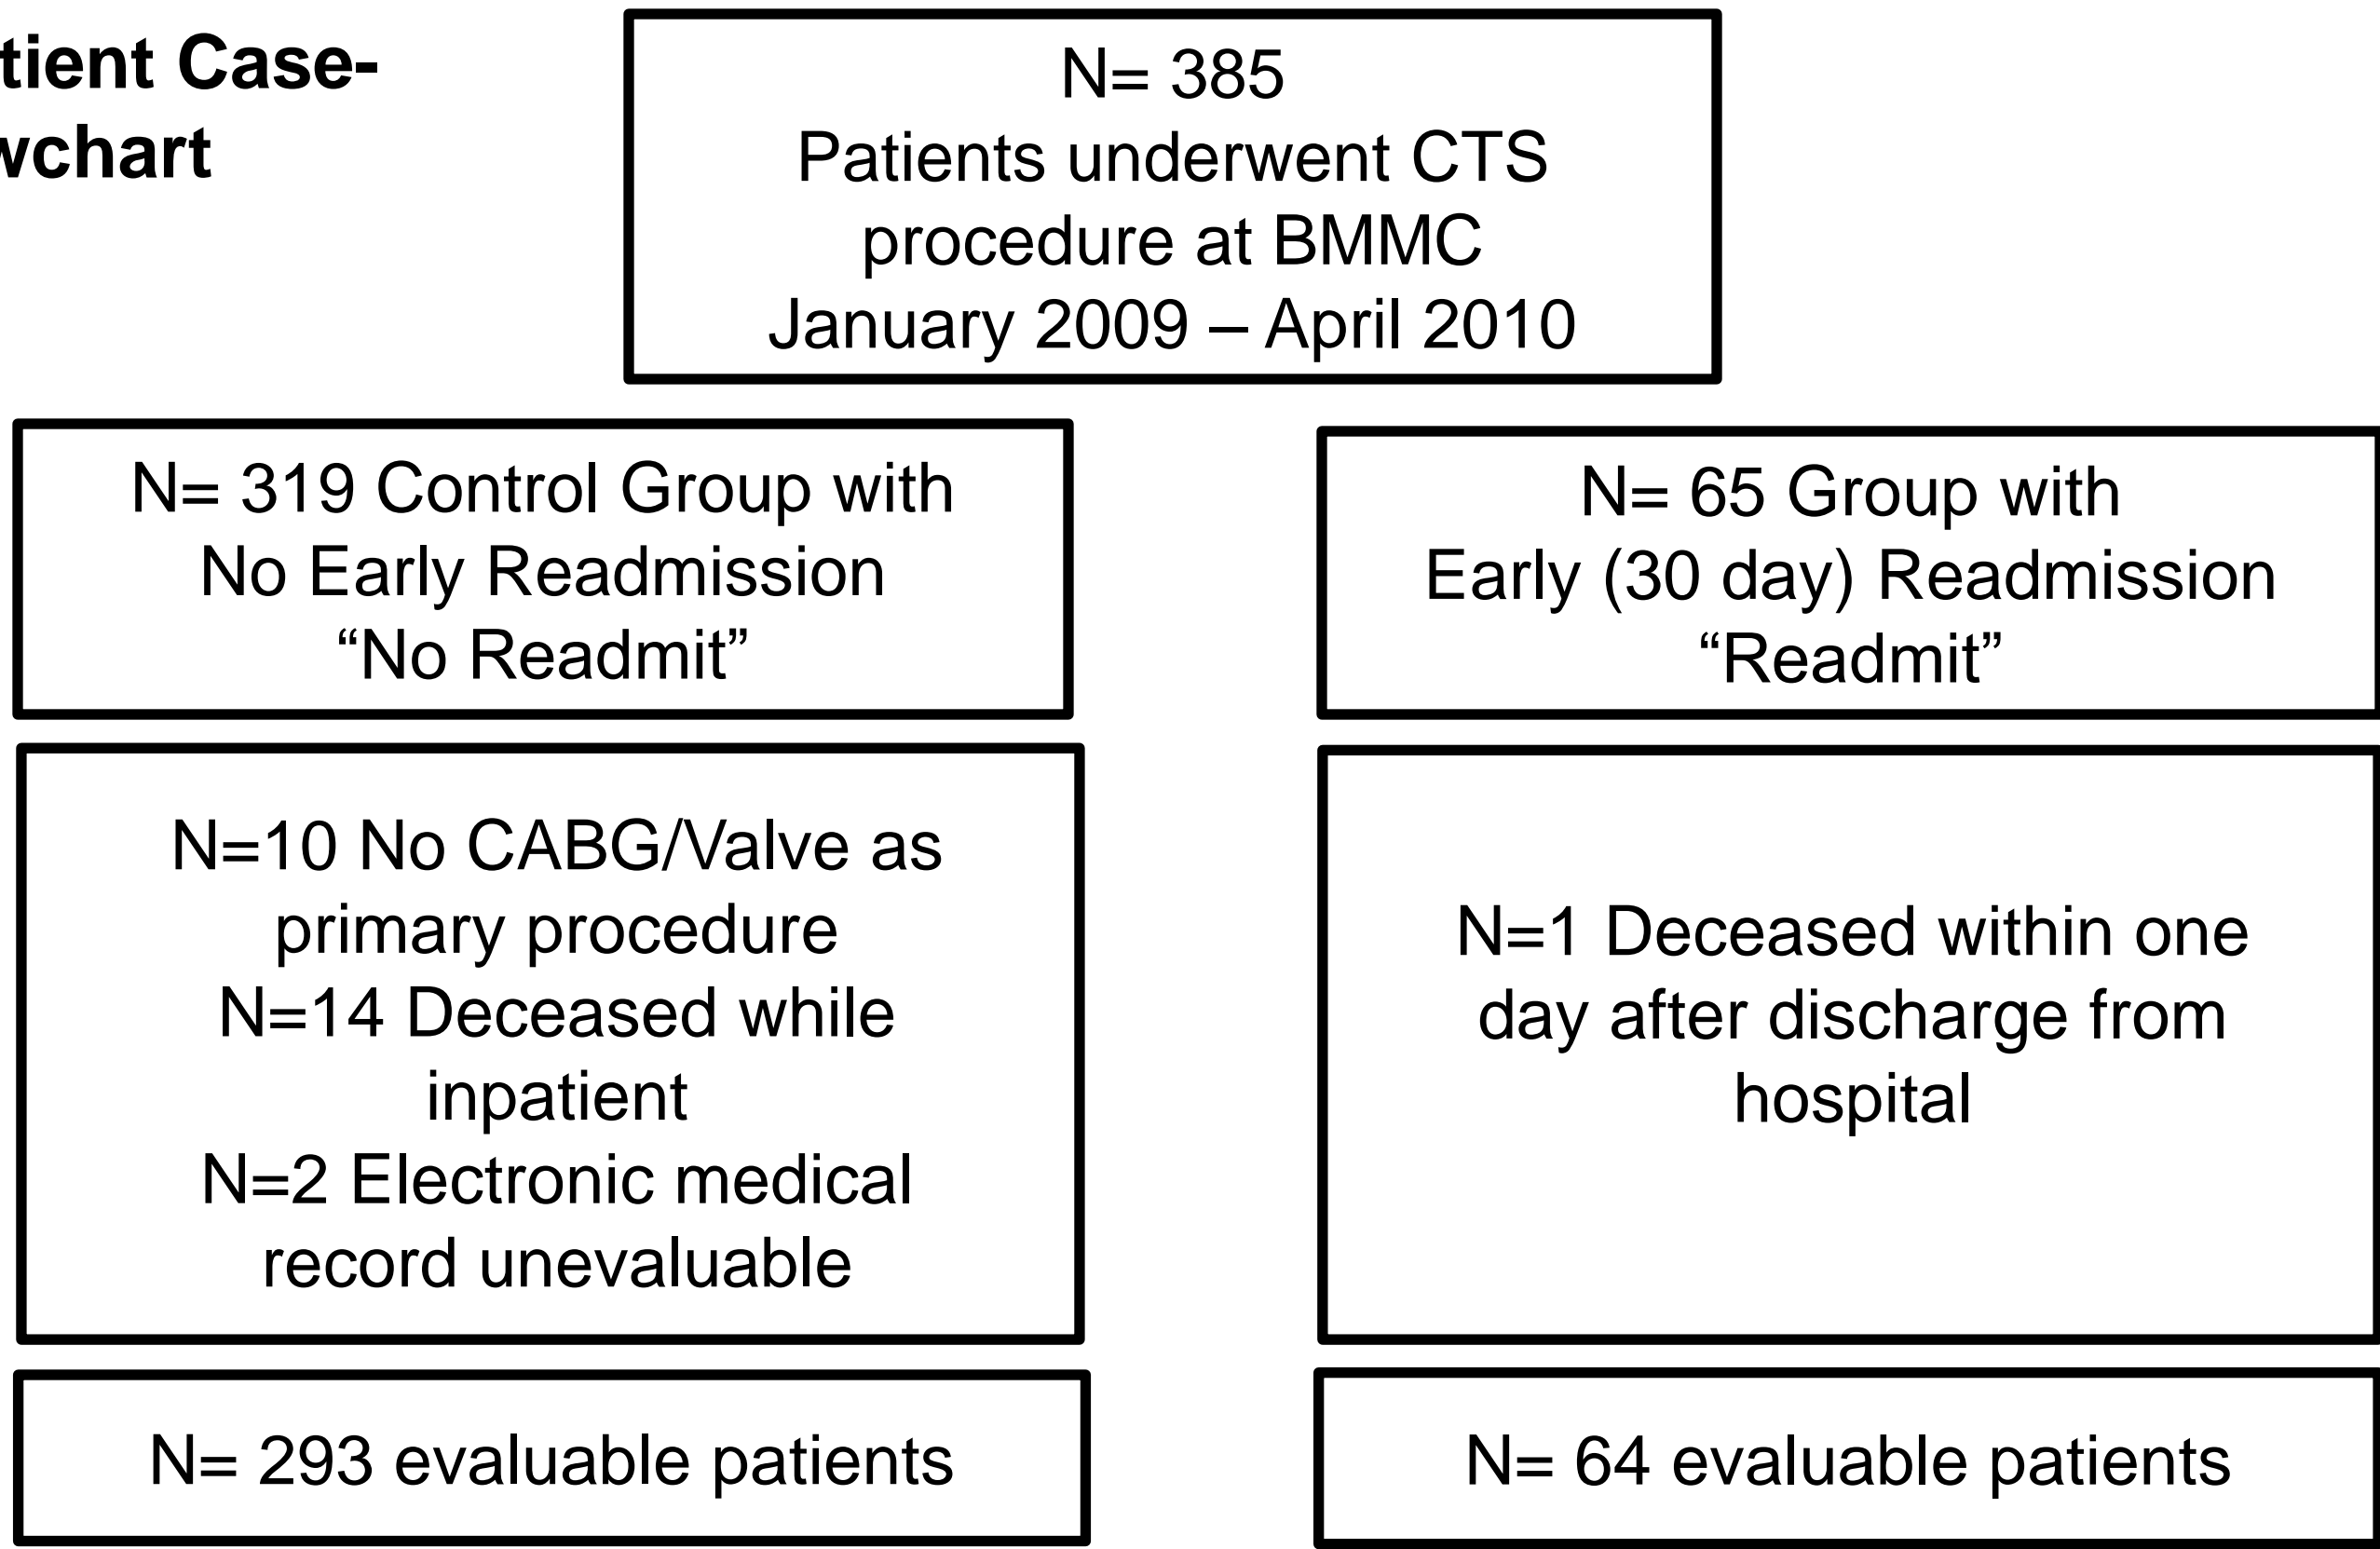 tient Case-
wchart
N= 385
Patients underwent CTS
procedure at BMMC
January 2009 – April 2010
N= 319 Control Group with
No Early Readmission
“No Readmit”
N= 65 Group with
Early (30 day) Readmission
“Readmit”
N=10 No CABG/Valve as
primary procedure
N=14 Deceased while
inpatient
N=2 Electronic medical
record unevaluable
N=1 Deceased within one
day after discharge from
hospital
N= 293 evaluable patients
N= 64 evaluable patients